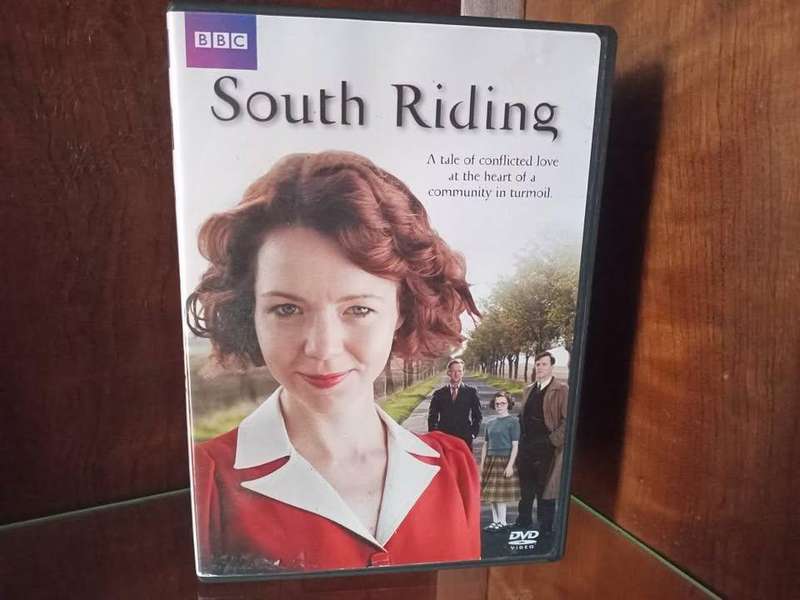 BBC
South Riding
A tale of conflicted love
at the heart of a
community in turmoil.
DVD
VIDEO